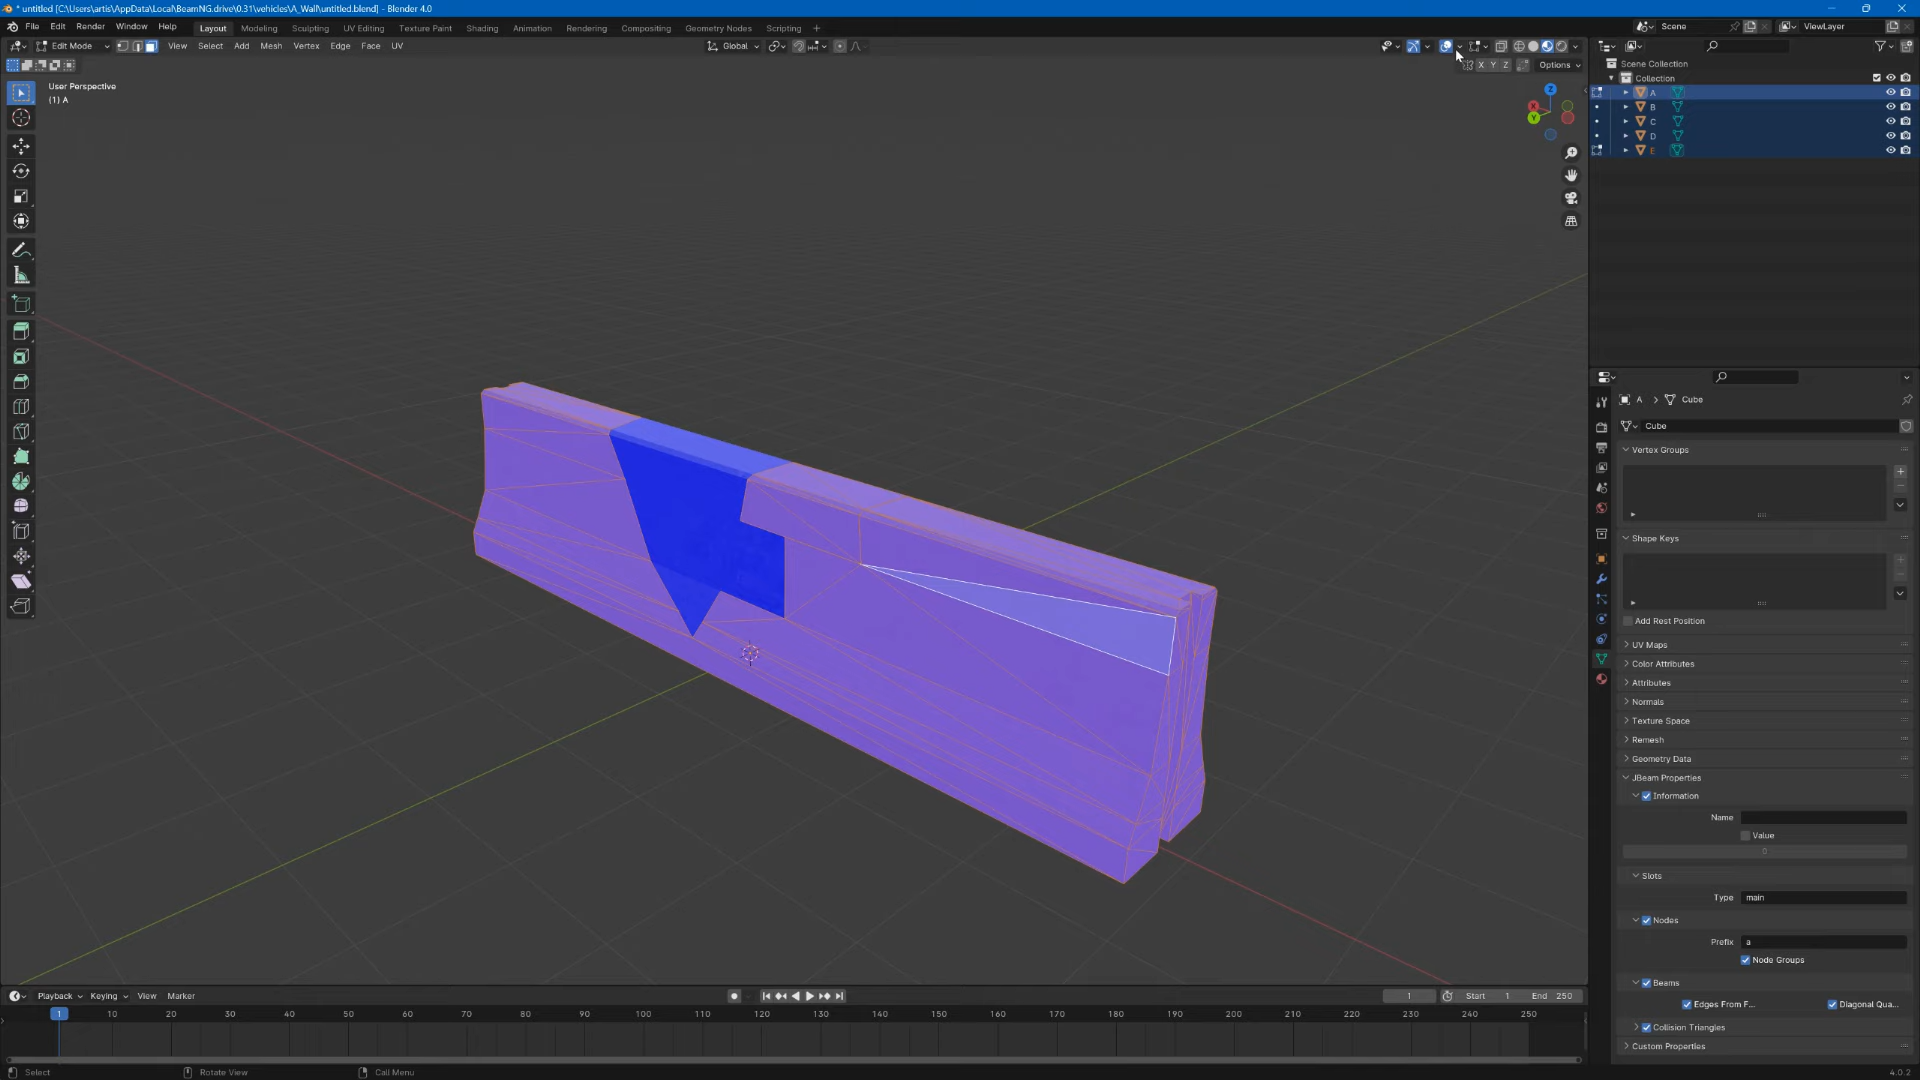 * untitled [C:\Users\artis\AppData\Local\BeamNG.drive\0.31\vehicles\A_Wall\untitled.blend] - Blender 4.0
File Edit Render Window Help Layout Modeling Sculpting UV Editing Texture Paint Shading Animation Rendering Compositing Geometry Nodes Scripting + Scene ViewLayer
Edit Mode View Select Add Mesh Vertex Edge Face UV Global
X Y Z Options
User Perspective
(1) A
Scene Collection
Collection
A
B
C
D
E
Z
X
Y
A > Cube
Cube
Vertex Groups
Shape Keys
Add Rest Position
UV Maps
Color Attributes
Attributes
Normals
Texture Space
Remesh
Geometry Data
JBeam Properties
Information
Name
Value
0
Slots
Type main
Nodes
Prefix a
Node Groups
Beams
Edges From F... Diagonal Qua...
Collision Triangles
Custom Properties
Playback Keying View Marker 1 Start 1 End 250
1 10 20 30 40 50 60 70 80 90 100 110 120 130 140 150 160 170 180 190 200 210 220 230 240 250
Select Rotate View Call Menu 4.0.2